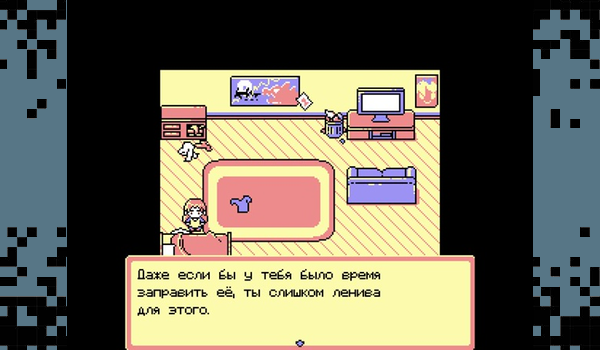 Даже если бы у тебя было время
заправить её, ты слишком ленива
для этого.